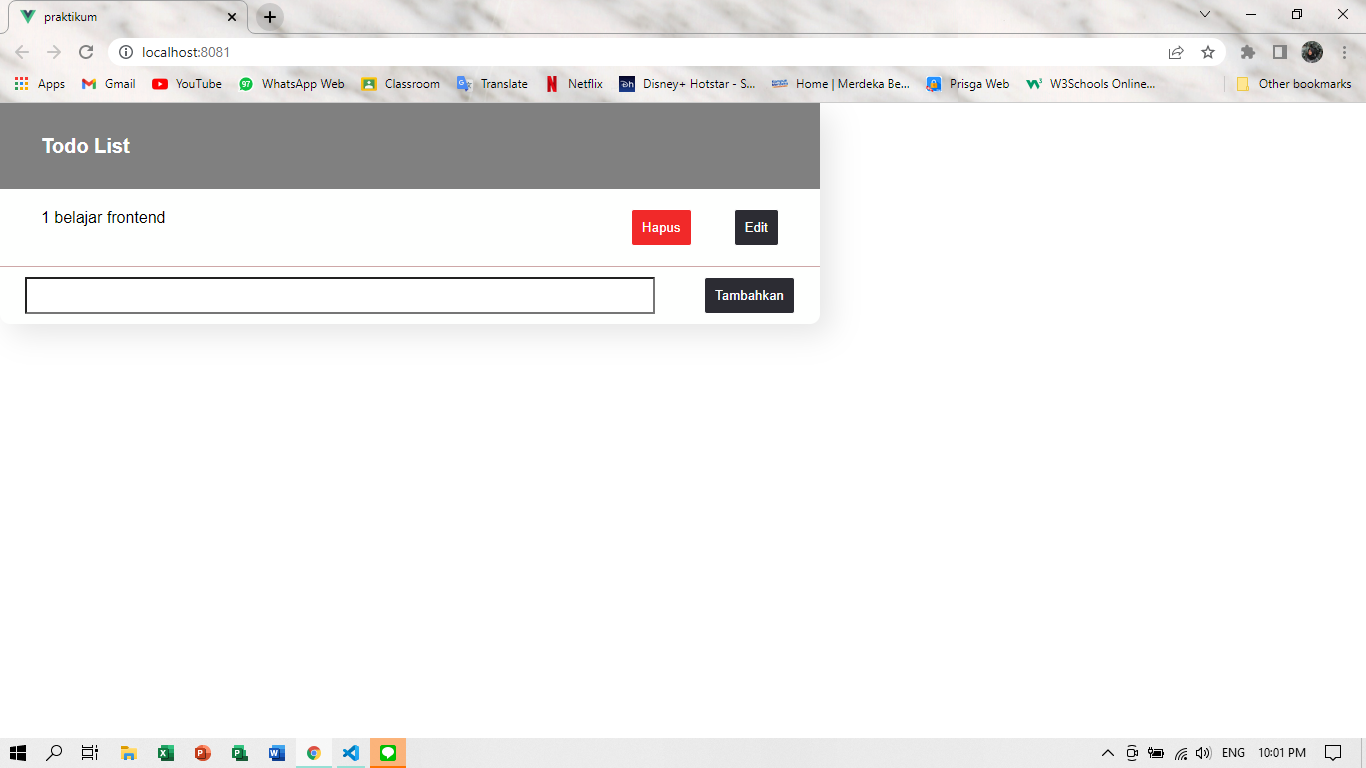 praktikum
localhost:8081
Apps Gmail YouTube 97 WhatsApp Web Classroom Translate Netflix Disney+ Hotstar - S... Home | Merdeka Be... Prisga Web W3Schools Online... Other bookmarks
Todo List
1 belajar frontend Hapus Edit
Tambahkan
ENG 10:01 PM